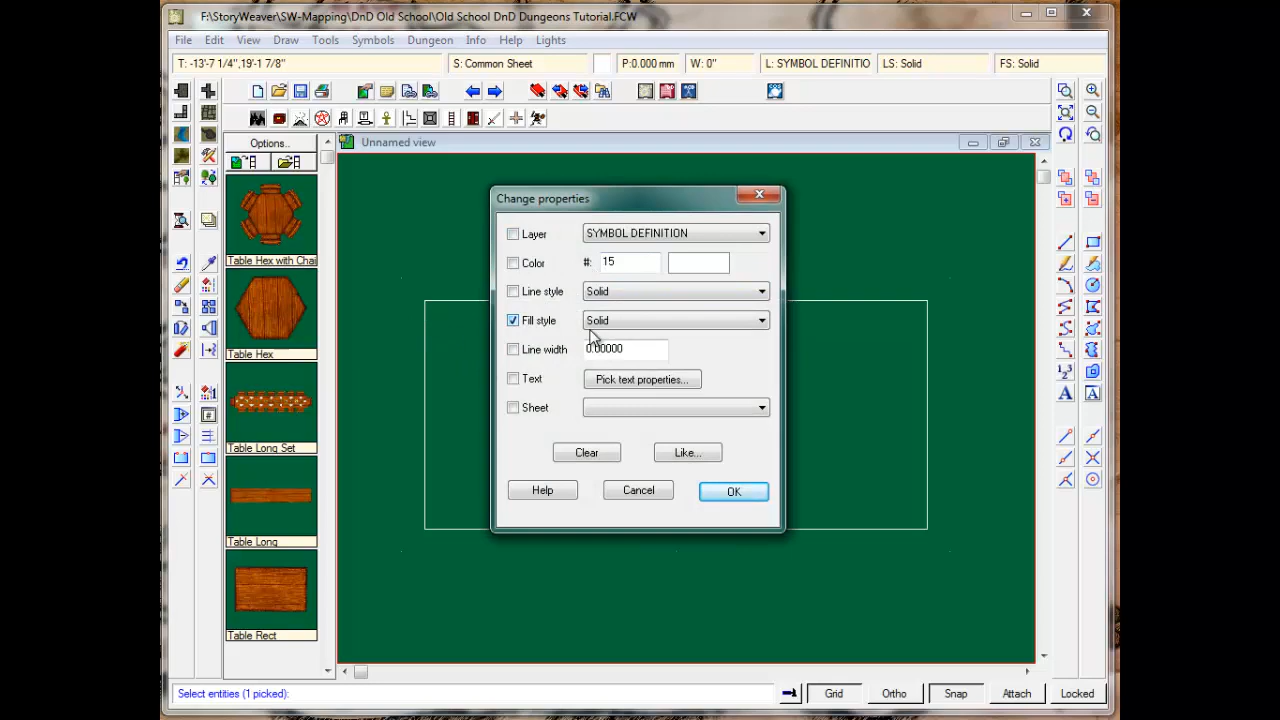 F:\StoryWeaver\SW-Mapping\DnD Old School\Old School DnD Dungeons Tutorial.FCW
File Edit View Draw Tools Symbols Dungeon Info Help Lights
T: -13'-7 1/4",19'-1 7/8" S: Common Sheet P:0.000 mm W: 0" L: SYMBOL DEFINITIO LS: Solid FS: Solid
Options..
Unnamed view
Table Hex with Chai
Table Hex
Table Long Set
Table Long
Table Rect
Change properties
Layer SYMBOL DEFINITION
Color #: 15
Line style Solid
Fill style Solid
Line width 0.00000
Text Pick text properties...
Sheet
Clear Like...
Help Cancel OK
1 2 3
A A
#
Select entities (1 picked): Grid Ortho Snap Attach Locked